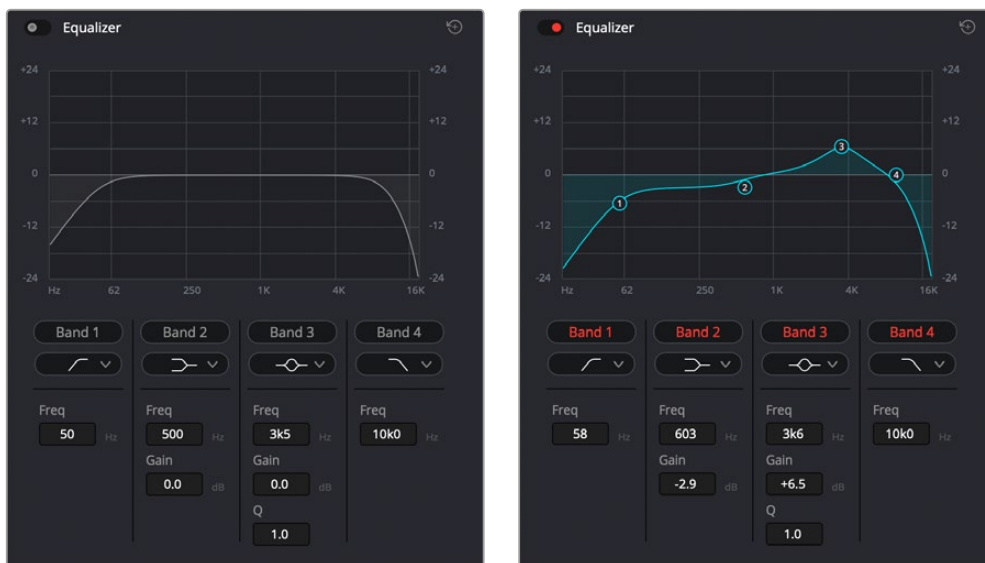 Equalizer
+24 +24
+12 +12
0 0
-12 -12
-24 -24
Hz 62 250 1K 4K 16K
Band 1 Band 2 Band 3 Band 4
Freq Freq Freq Freq
50 Hz 500 Hz 3k5 Hz 10k0 Hz
Gain Gain
0.0 dB 0.0 dB
Q
1.0
Equalizer
+24 +24
+12 +12
3
0 4 0
2
1
-12 -12
-24 -24
Hz 62 250 1K 4K 16K
Band 1 Band 2 Band 3 Band 4
Freq Freq Freq Freq
58 Hz 603 Hz 3k6 Hz 10k0 Hz
Gain Gain
-2.9 dB +6.5 dB
Q
1.0